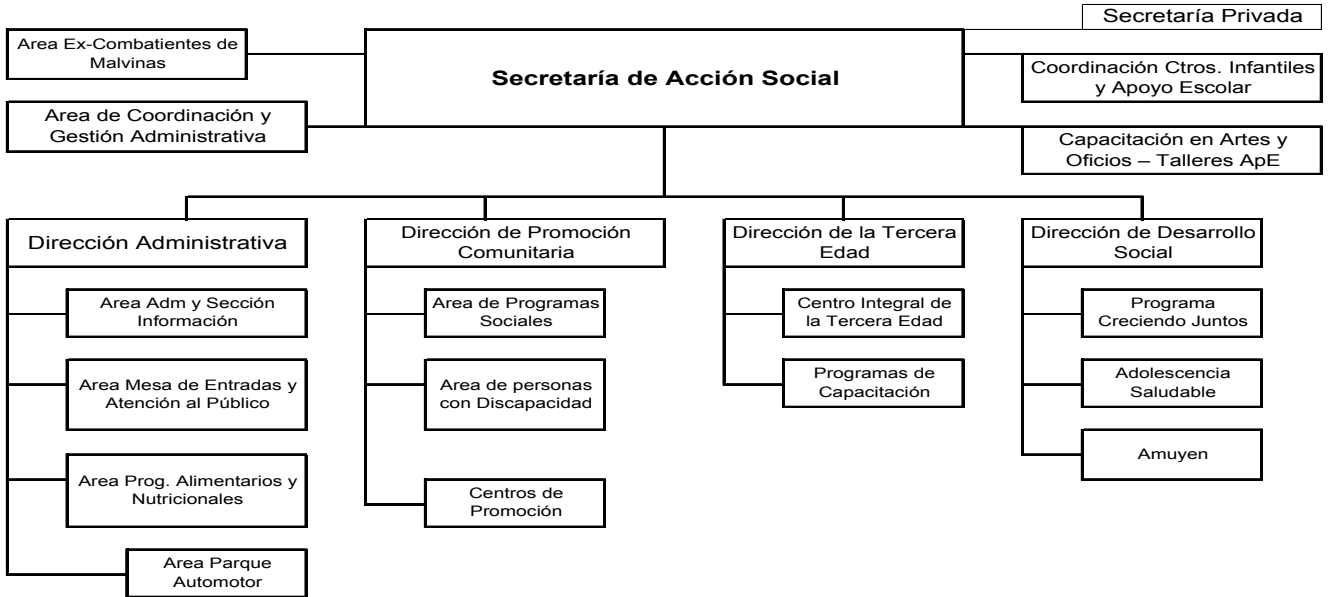 Secretaría Privada
Area Ex-Combatientes de
Malvinas
Secretaría de Acción Social
Coordinación Ctros. Infantiles
y Apoyo Escolar
Area de Coordinación y
Gestión Administrativa
Capacitación en Artes y
Oficios – Talleres ApE
Dirección Administrativa
Area Adm y Sección
Información
Area Mesa de Entradas y
Atención al Público
Area Prog. Alimentarios y
Nutricionales
Area Parque
Automotor
Dirección de Promoción
Comunitaria
Area de Programas
Sociales
Area de personas
con Discapacidad
Centros de
Promoción
Dirección de la Tercera
Edad
Centro Integral de
la Tercera Edad
Programas de
Capacitación
Dirección de Desarrollo
Social
Programa
Creciendo Juntos
Adolescencia
Saludable
Amuyen